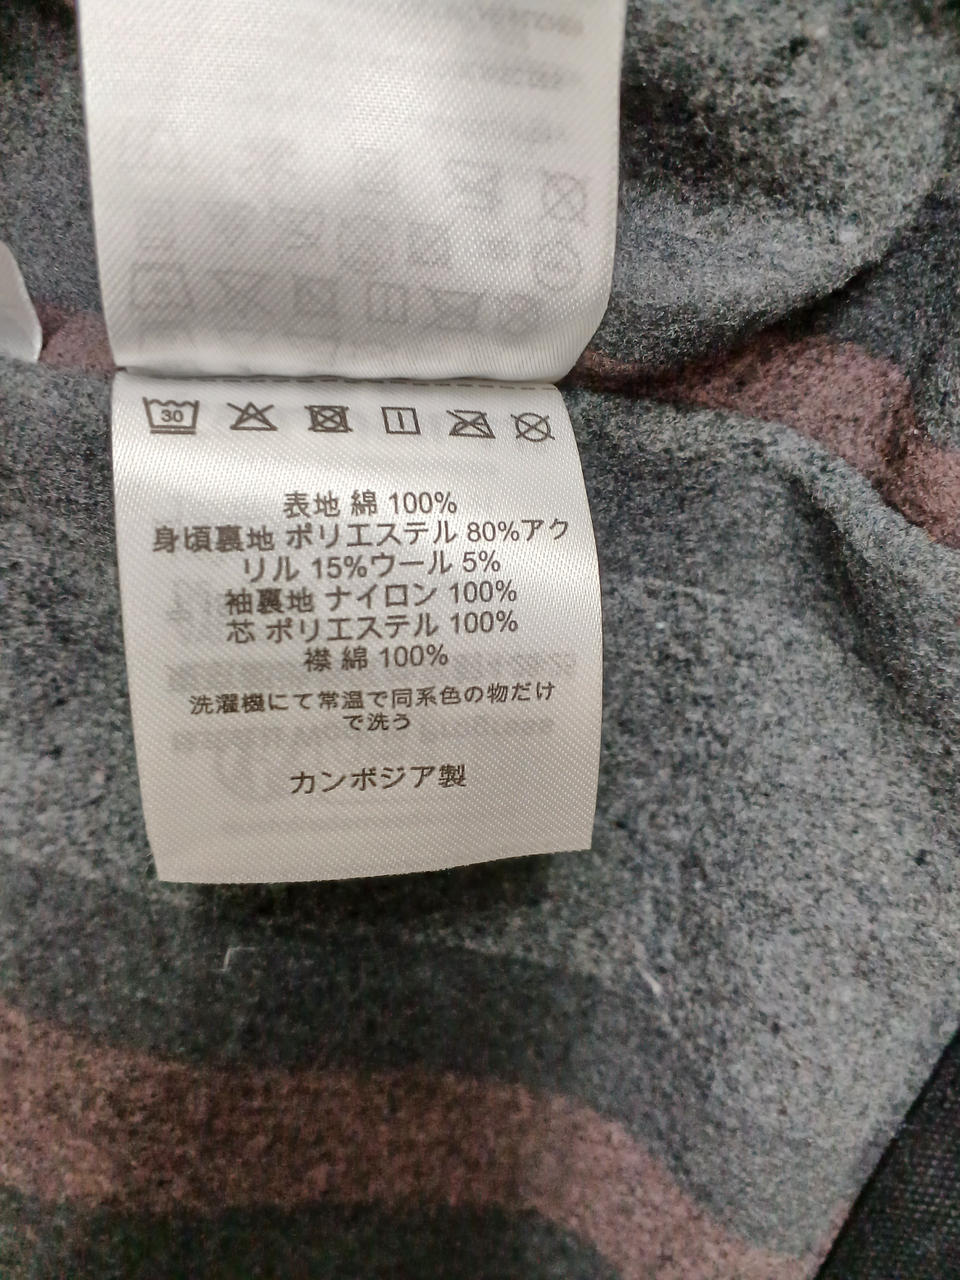 30
表地 綿 100%
身頃裏地 ポリエステル 80%アク
リル 15%ウール 5%
袖裏地 ナイロン 100%
芯 ポリエステル 100%
襟 綿 100%
洗濯機にて常温で同系色の物だけ
で洗う
カンボジア製